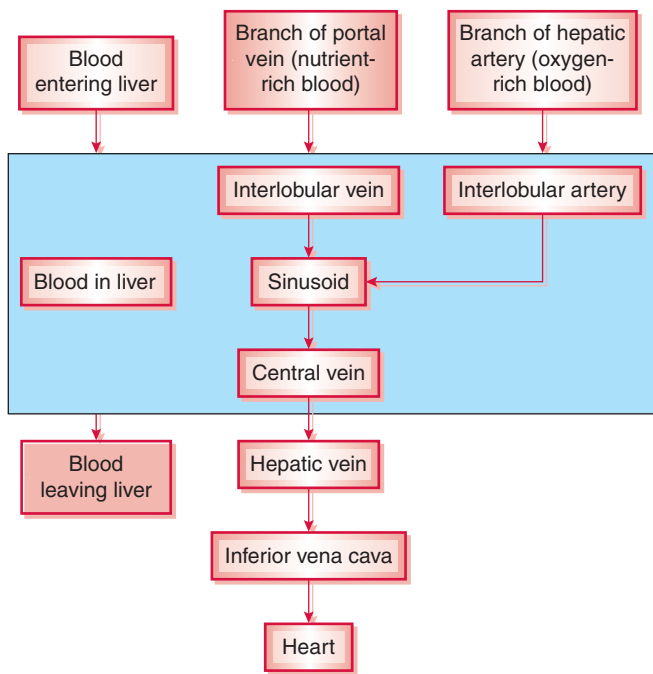 Blood
entering liver
Branch of portal
vein (nutrient-
rich blood)
Branch of hepatic
artery (oxygen-
rich blood)
Interlobular vein
Interlobular artery
Blood in liver
Sinusoid
Central vein
Blood
leaving liver
Hepatic vein
Inferior vena cava
Heart